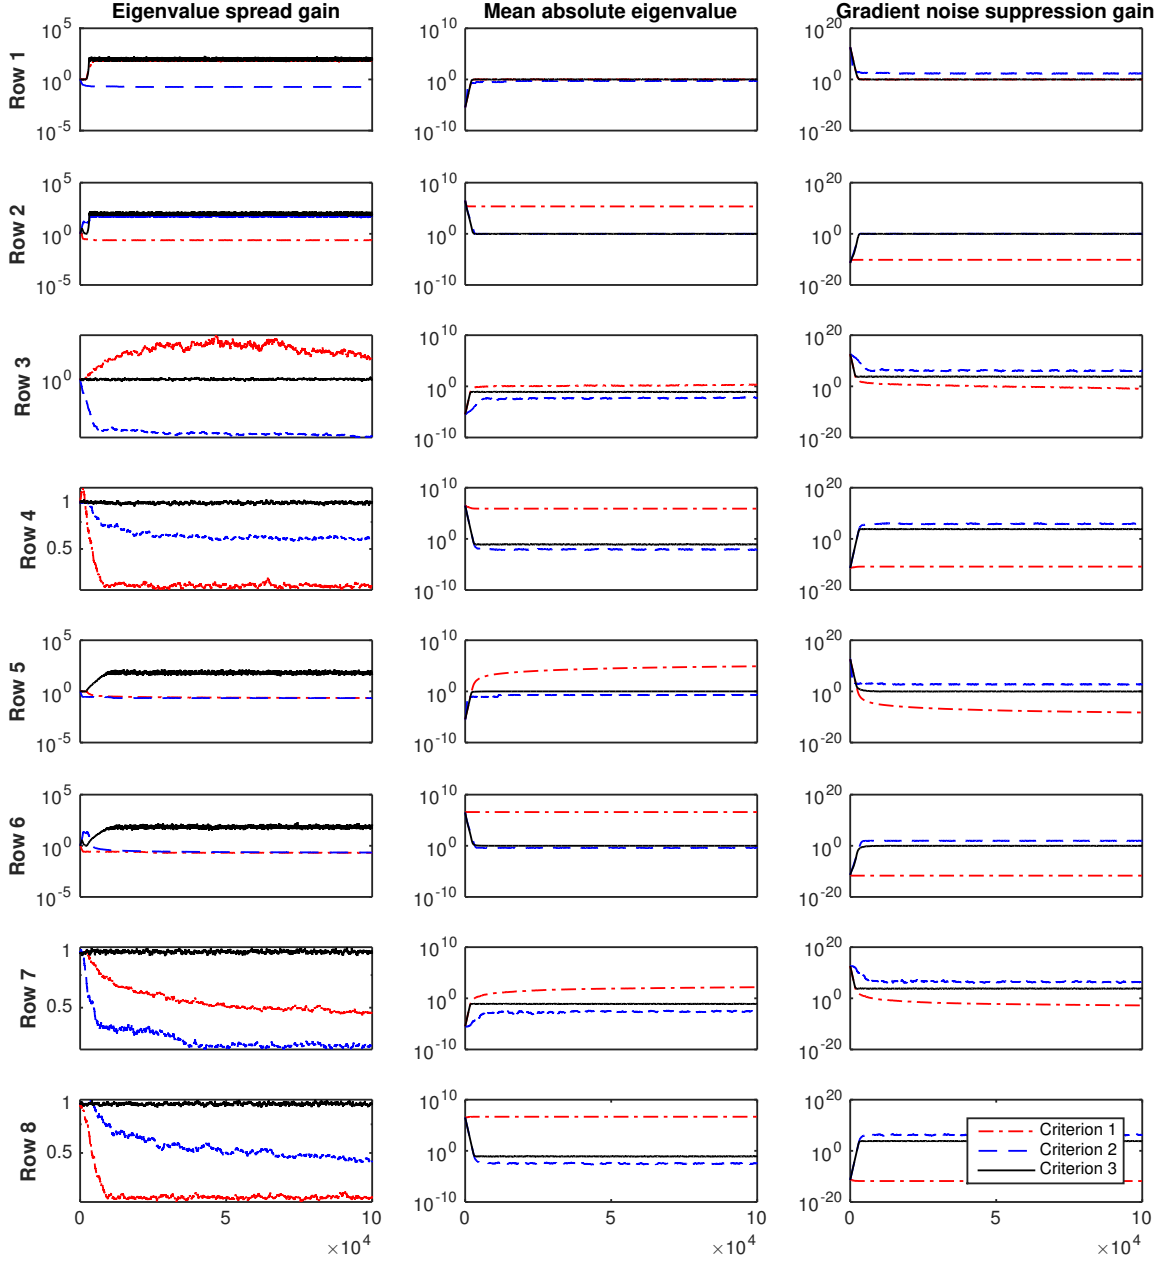 Eigenvalue spread gain Mean absolute eigenvalue Gradient noise suppression gain
Row 1
10^5 10^0 10^-5
10^10 10^0 10^-10
10^20 10^0 10^-20
Row 2
10^5 10^0 10^-5
10^10 10^0 10^-10
10^20 10^0 10^-20
Row 3
10^0
10^10 10^0 10^-10
10^20 10^0 10^-20
Row 4
1 0.5
10^10 10^0 10^-10
10^20 10^0 10^-20
Row 5
10^5 10^0 10^-5
10^10 10^0 10^-10
10^20 10^0 10^-20
Row 6
10^5 10^0 10^-5
10^10 10^0 10^-10
10^20 10^0 10^-20
Row 7
1 0.5
10^10 10^0 10^-10
10^20 10^0 10^-20
Row 8
1 0.5
10^10 10^0 10^-10
10^20 10^0 10^-20
Criterion 1
Criterion 2
Criterion 3
0 5 10 0 5 10 0 5 10
×10^4 ×10^4 ×10^4